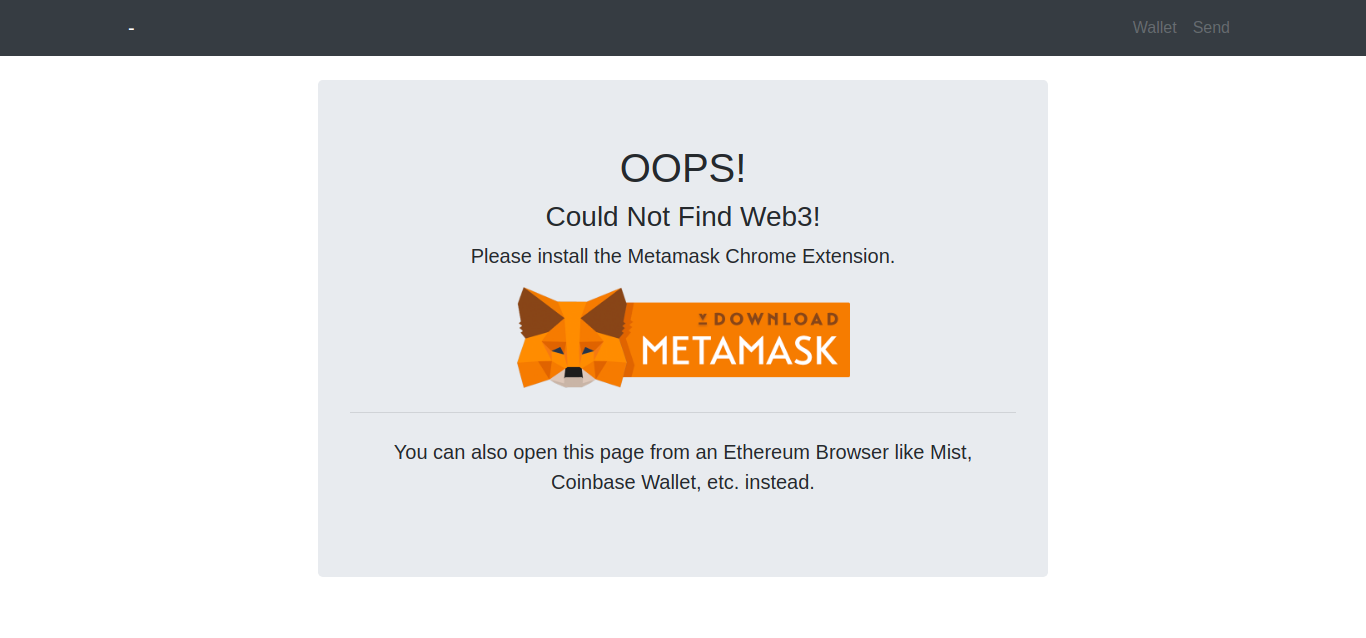 -
Wallet Send
OOPS!
Could Not Find Web3!
Please install the Metamask Chrome Extension.
DOWNLOAD
METAMASK
You can also open this page from an Ethereum Browser like Mist,
Coinbase Wallet, etc. instead.